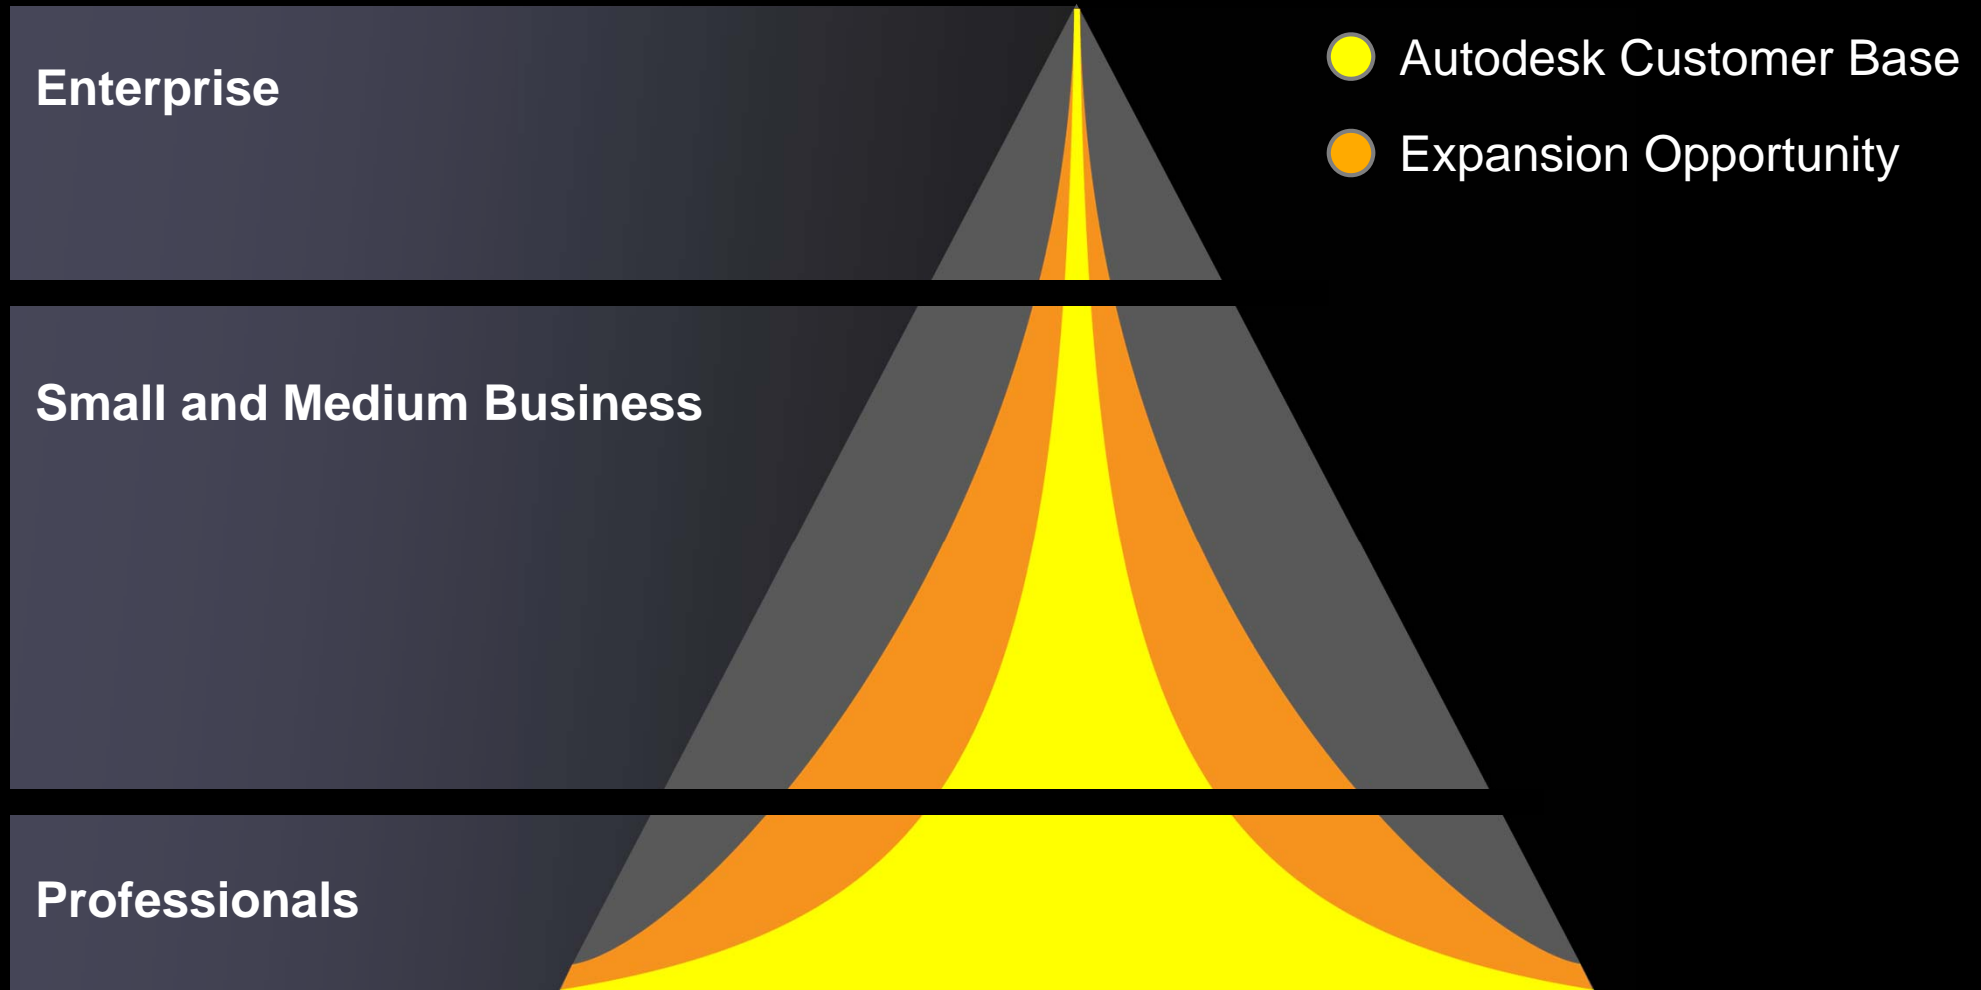 Enterprise
Autodesk Customer Base
Expansion Opportunity
Small and Medium Business
Professionals